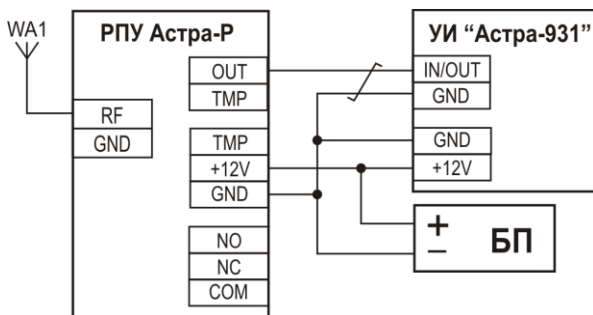 WA1
РПУ Астра-Р
RF
GND
OUT
TMP
TMP
+12V
GND
NO
NC
COM
УИ “Астра-931”
IN/OUT
GND
GND
+12V
+
−
БП